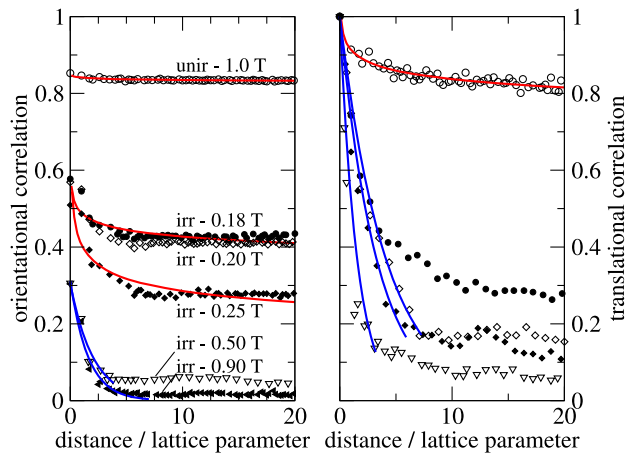 1
0.8
0.6
0.4
0.2
0
orientational correlation
unir - 1.0 T
irr - 0.18 T
irr - 0.20 T
irr - 0.25 T
irr - 0.50 T
irr - 0.90 T
0 10 20
distance / lattice parameter
0 10 20
distance / lattice parameter
1
0.8
0.6
0.4
0.2
0
translational correlation